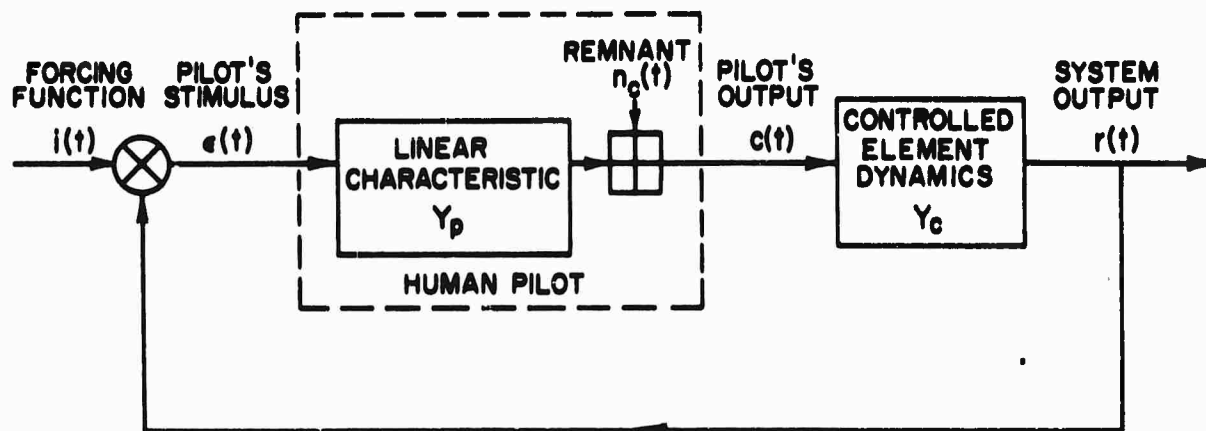 FORCING
FUNCTION
i(t)
PILOT'S
STIMULUS
e(t)
LINEAR
CHARACTERISTIC
Yp
HUMAN PILOT
REMNANT
nc(t)
PILOT'S
OUTPUT
c(t)
CONTROLLED
ELEMENT
DYNAMICS
Yc
SYSTEM
OUTPUT
r(t)